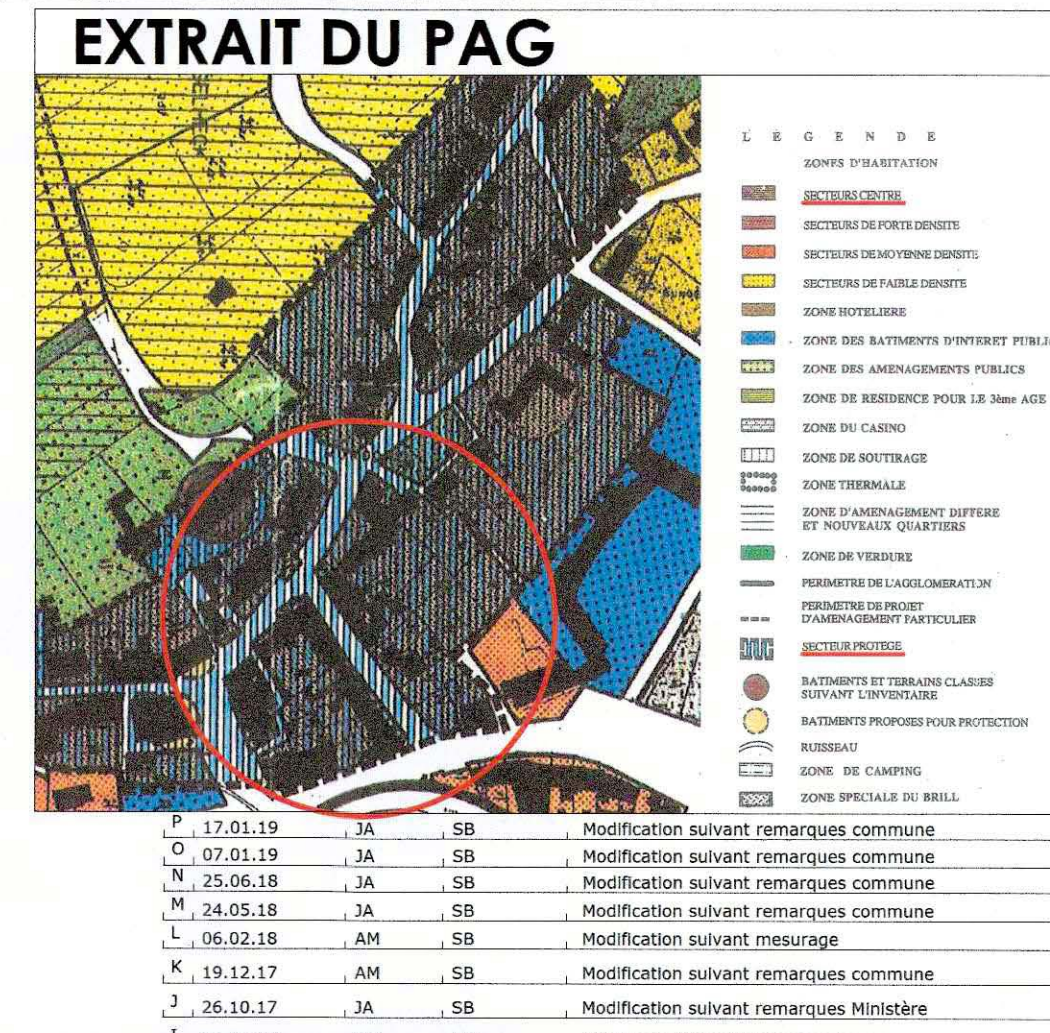 EXTRAIT DU PAG
L E G E N D E
ZONES D'HABITATION
SECTEURS CENTRE
SECTEURS DE FORTE DENSITE
SECTEURS DE MOYENNE DENSITE
SECTEURS DE FAIBLE DENSITE
ZONE HOTELIERE
ZONE DES BATIMENTS D'INTERET PUBLIC
ZONE DES AMENAGEMENTS PUBLICS
ZONE DE RESIDENCE POUR LE 3ème AGE
ZONE DU CASINO
ZONE DE SOUTIRAGE
ZONE THERMALE
ZONE D'AMENAGEMENT DIFFERE
ET NOUVEAUX QUARTIERS
ZONE DE VERDURE
PERIMETRE DE L'AGGLOMERATION
PERIMETRE DE PROJET
D'AMENAGEMENT PARTICULIER
SECTEUR PROTEGE
BATIMENTS ET TERRAINS CLASSES
SUIVANT L'INVENTAIRE
BATIMENTS PROPOSES POUR PROTECTION
RUISSEAU
ZONE DE CAMPING
ZONE SPECIALE DU BRILL
P 17.01.19 JA SB Modification suivant remarques commune
O 07.01.19 JA SB Modification suivant remarques commune
N 25.06.18 JA SB Modification suivant remarques commune
M 24.05.18 JA SB Modification suivant remarques commune
L 06.02.18 AM SB Modification suivant mesurage
K 19.12.17 AM SB Modification suivant remarques commune
J 26.10.17 JA SB Modification suivant remarques Ministère